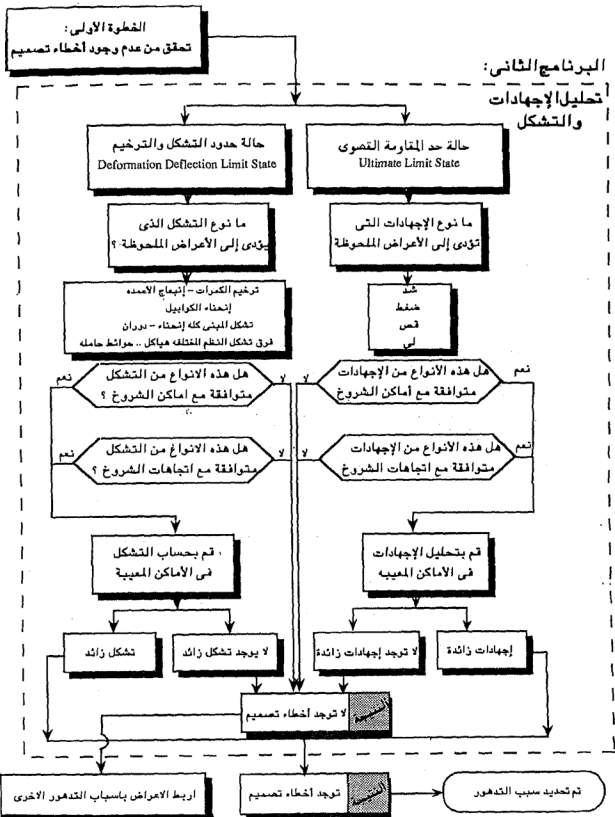 الخطوة الأولى:
تحقق من عدم وجود أخطاء تصميم
البرنامج الثانى:
تحليل الإجهادات
والتشكل
حالة حد المقاومة القصوى
Ultimate Limit State
حالة حدود التشكل والترخيم
Deformation Deflection Limit State
ما نوع الإجهادات التى
تؤدى إلى الأعراض الملحوظة ؟
ما نوع التشكل الذى
يؤدى إلى الأعراض الملحوظة ؟
شد
ضغط
قص
لي
ترخيم الكمرات – إنبعاج الأعمده
إنحناء الكوابيل
تشكل المبنى كله إنحناء – دوران
فرق تشكل النظم المختلفه هياكل .. حوائط حامله
نعم
هل هذه الأنواع من الإجهادات
متوافقة مع أماكن الشروخ ؟
لا
لا
هل هذه الانواع من التشكل
متوافقة مع اماكن الشروخ ؟
نعم
نعم
هل هذه الأنواع من الإجهادات
متوافقة مع اتجاهات الشروخ
لا
لا
هل هذه الانواع من التشكل
متوافقة مع اتجاهات الشروخ ؟
نعم
قم بتحليل الإجهادات
فى الأماكن المعيبه
قم بحساب التشكل
فى الأماكن المعيبة
إجهادات زائدة
لا توجد إجهادات زائدة
لا يوجد تشكل زائد
تشكل زائد
النتيجة
لا توجد أخطاء تصميم
تم تحديد سبب التدهور
النتيجة
توجد أخطاء تصميم
اربط الاعراض باسباب التدهور الاخرى